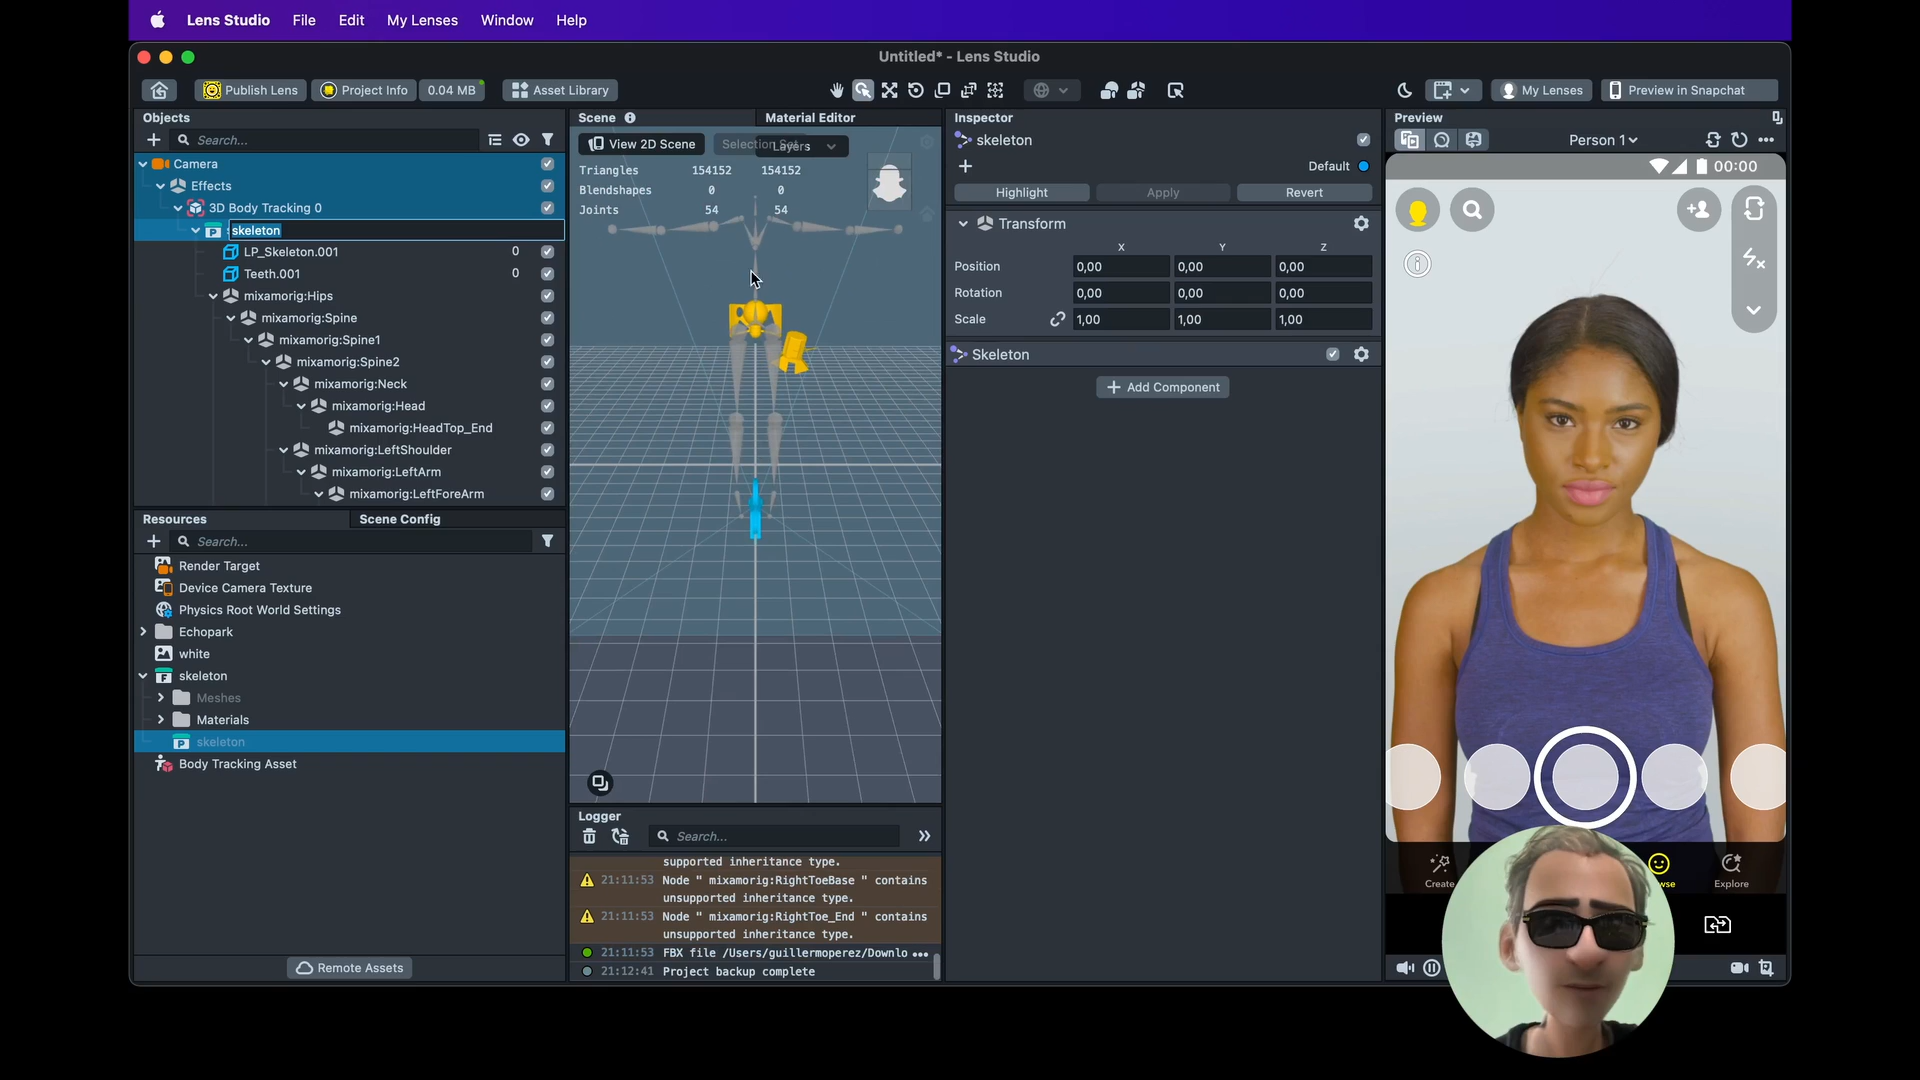 Lens Studio File Edit My Lenses Window Help
Untitled* - Lens Studio
Publish Lens Project Info 0.04 MB Asset Library My Lenses Preview in Snapchat
Objects
Search...
Camera
Effects
3D Body Tracking 0
skeleton
LP_Skeleton.001 0
Teeth.001 0
mixamorig:Hips
mixamorig:Spine
mixamorig:Spine1
mixamorig:Spine2
mixamorig:Neck
mixamorig:Head
mixamorig:HeadTop_End
mixamorig:LeftShoulder
mixamorig:LeftArm
mixamorig:LeftForeArm
Resources Scene Config
Search...
Render Target
Device Camera Texture
Physics Root World Settings
Echopark
white
skeleton
Meshes
Materials
skeleton
Body Tracking Asset
Remote Assets
Scene Material Editor
View 2D Scene Layers
Triangles 154152 154152
Blendshapes 0 0
Joints 54 54
Logger
Search...
supported inheritance type.
21:11:53 Node " mixamorig:RightToeBase " contains
unsupported inheritance type.
21:11:53 Node " mixamorig:RightToe_End " contains
unsupported inheritance type.
21:11:53 FBX file /Users/guillermoperez/Downlo •••
21:12:41 Project backup complete
Inspector
skeleton
Default
Highlight Apply Revert
Transform
X Y Z
Position 0,00 0,00 0,00
Rotation 0,00 0,00 0,00
Scale 1,00 1,00 1,00
Skeleton
Add Component
Preview
Person 1
00:00
Create Explore